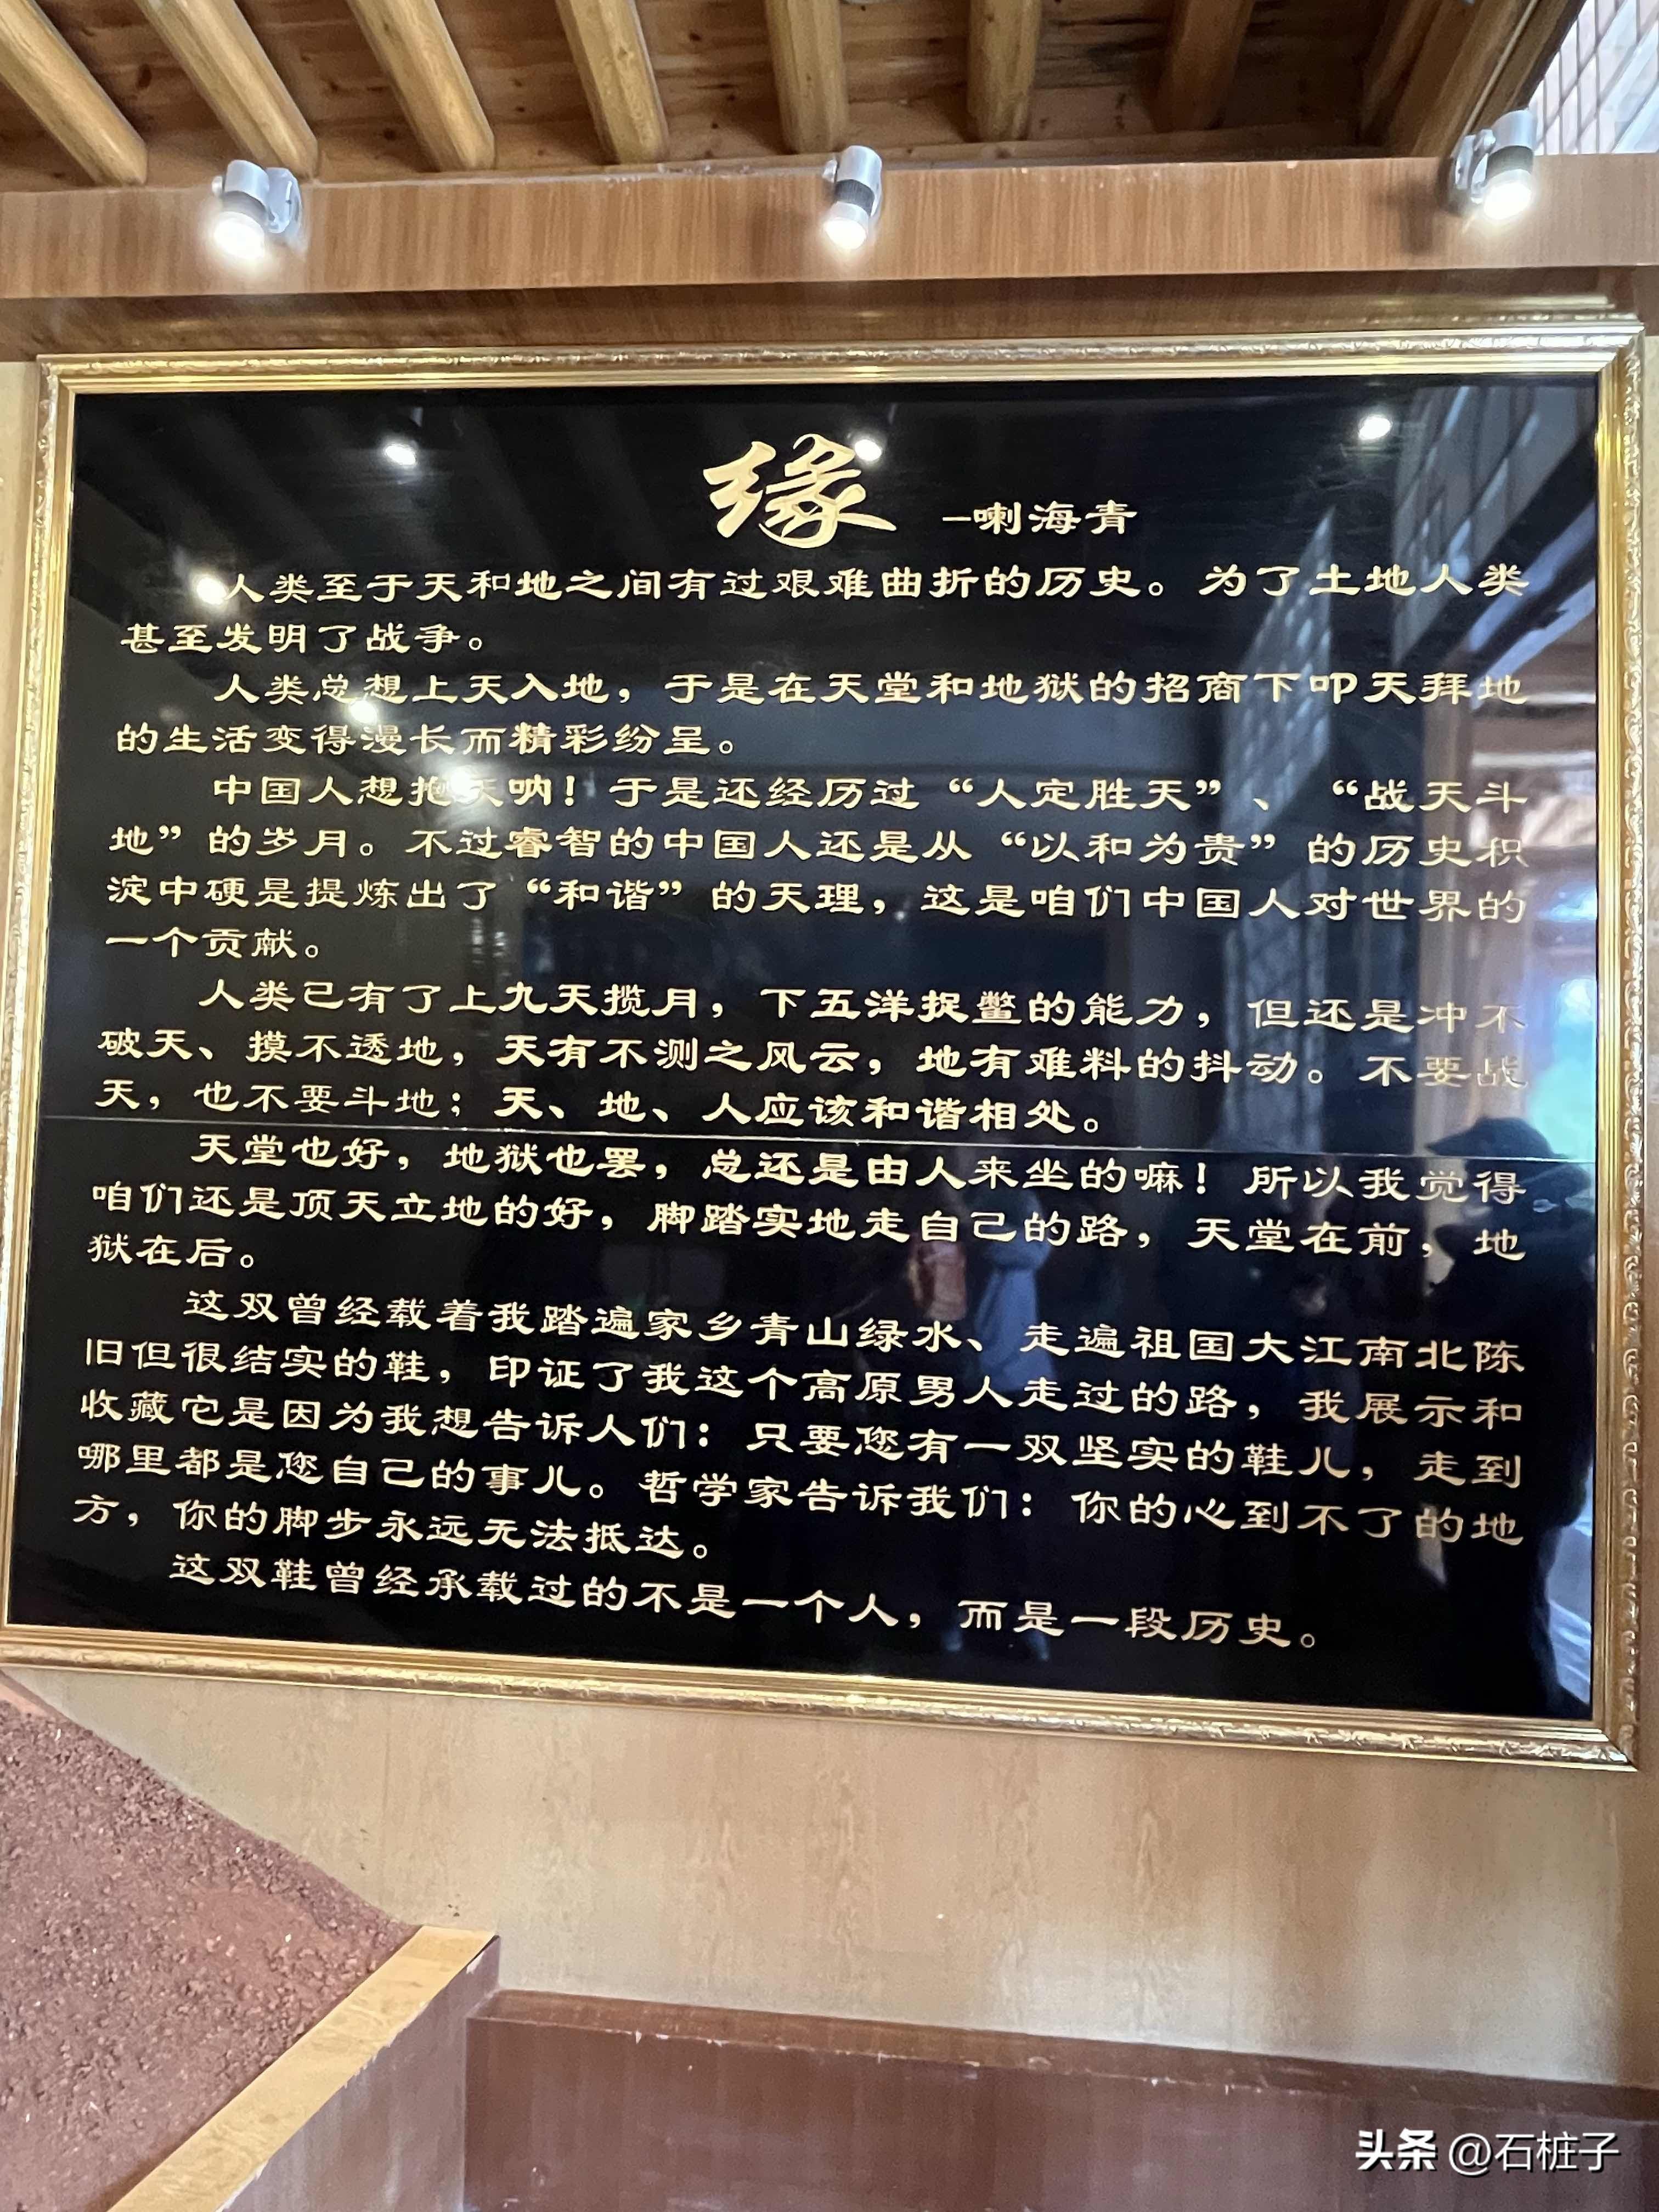 缘 —喇海青
人类至于天和地之间有过艰难曲折的历史。为了土地人类
甚至发明了战争。
人类总想上天入地，于是在天堂和地狱的招商下叩天拜地
的生活变得漫长而精彩纷呈。
中国人想抱天呐！于是还经历过“人定胜天”、“战天斗
地”的岁月。不过睿智的中国人还是从“以和为贵”的历史积
淀中硬是提炼出了“和谐”的天理，这是咱们中国人对世界的
一个贡献。
人类已有了上九天揽月，下五洋捉鳖的能力，但还是冲不
破天、摸不透地，天有不测之风云，地有难料的抖动。不要战
天，也不要斗地；天、地、人应该和谐相处。
天堂也好，地狱也罢，总还是由人来坐的嘛！所以我觉得
咱们还是顶天立地的好，脚踏实地走自己的路，天堂在前，地
狱在后。
这双曾经载着我踏遍家乡青山绿水、走遍祖国大江南北陈
旧但很结实的鞋，印证了我这个高原男人走过的路，我展示和
收藏它是因为我想告诉人们：只要您有一双坚实的鞋儿，走到
哪里都是您自己的事儿。哲学家告诉我们：你的心到不了的地
方，你的脚步永远无法抵达。
这双鞋曾经承载过的不是一个人，而是一段历史。
头条 @石桩子